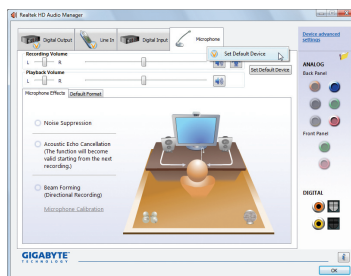 Realtek HD Audio Manager
Digital Output
Line In
Digital Input
Microphone
Device advanced settings
Set Default Device
Recording Volume
L
R
Set Default Device
Playback Volume
L
R
ANALOG
Back Panel
Microphone Effects
Default Format
Noise Suppression
Acoustic Echo Cancellation
(The function will become
valid starting from the next
recording.)
Beam Forming
(Directional Recording)
Microphone Calibration
Front Panel
DIGITAL
GIGABYTE
TECHNOLOGY
OK